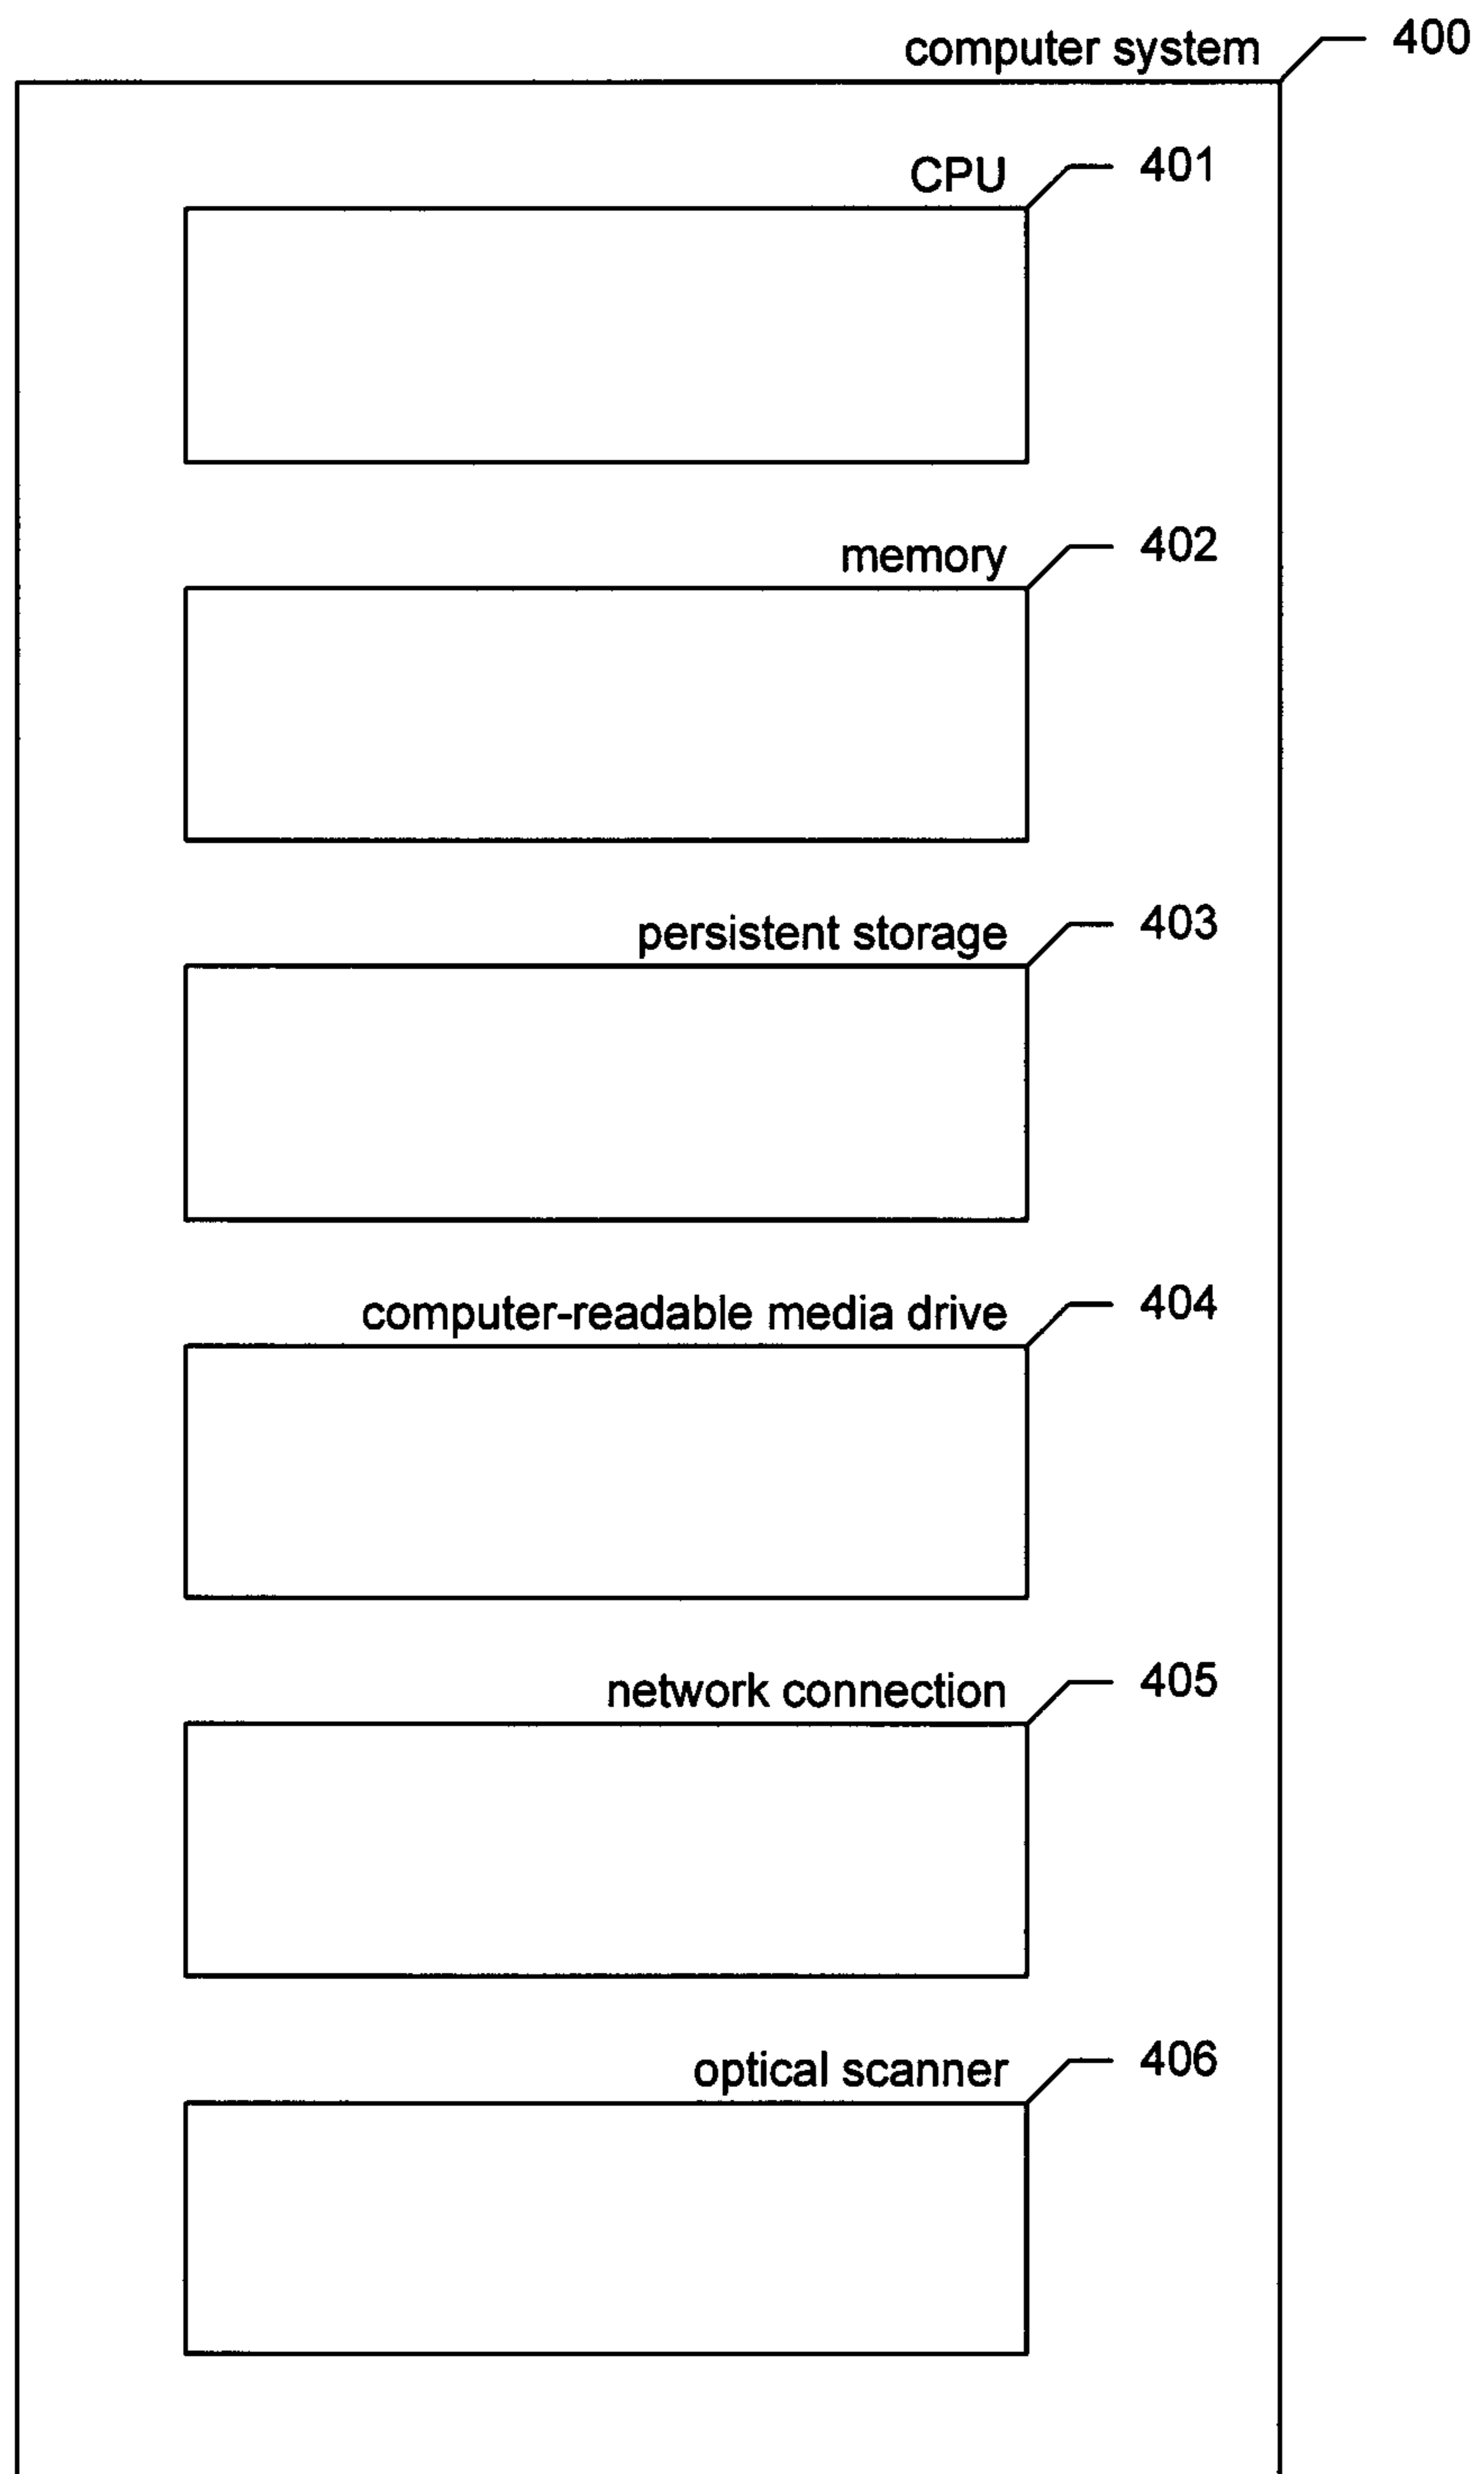 computer system 400
CPU 401
memory 402
persistent storage 403
computer-readable media drive 404
network connection 405
optical scanner 406